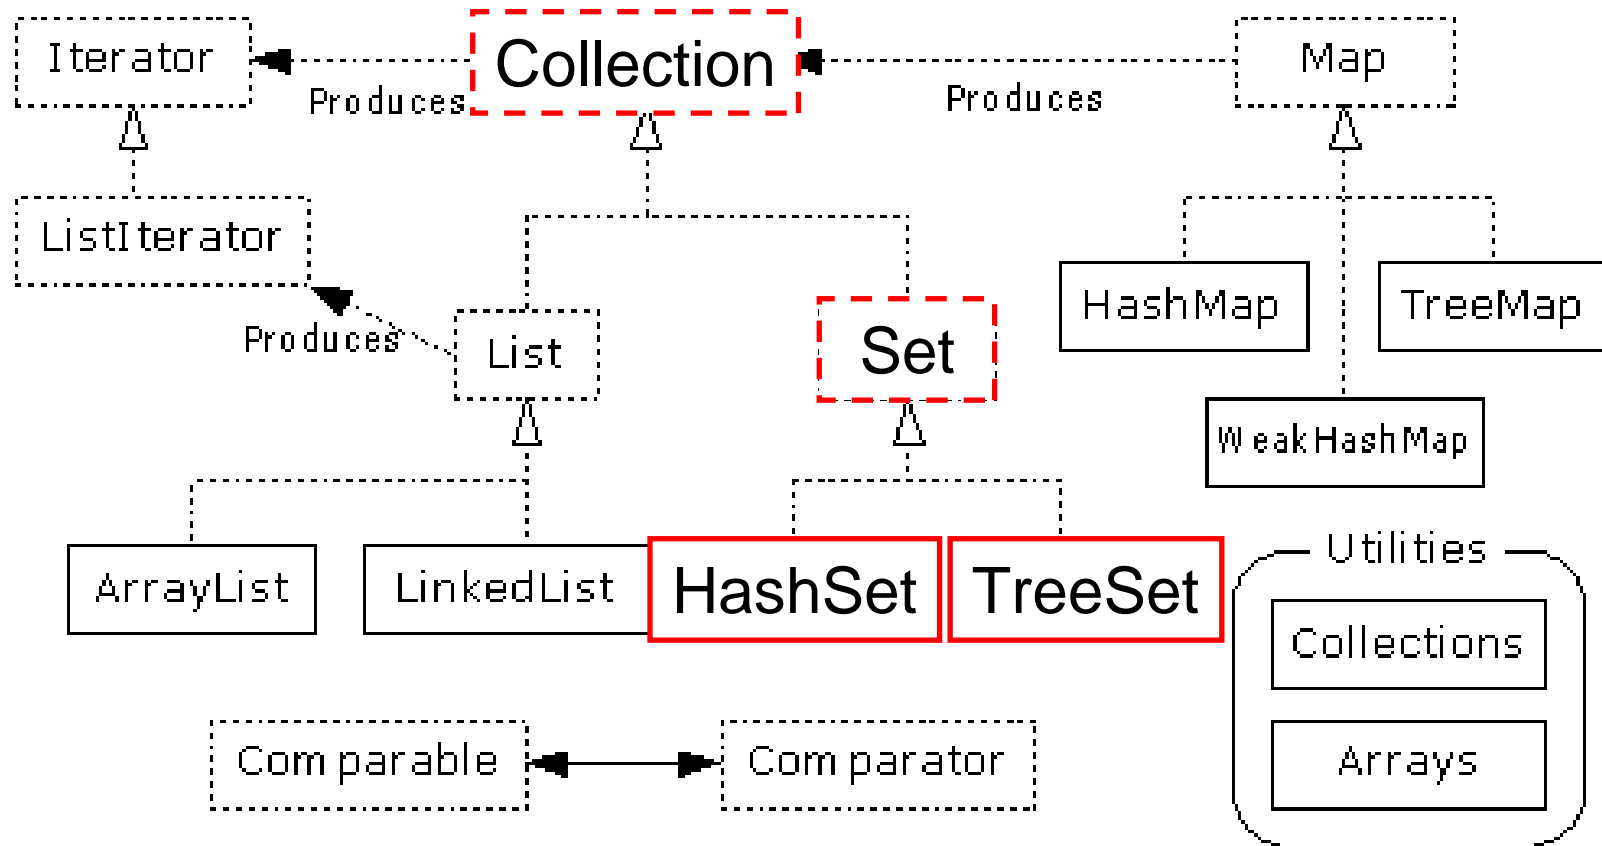 Iterator
Collection
Map
Produces
Produces
ListIterator
Produces
List
Set
HashMap
TreeMap
WeakHashMap
ArrayList
LinkedList
HashSet
TreeSet
Utilities
Collections
Arrays
Comparable
Comparator